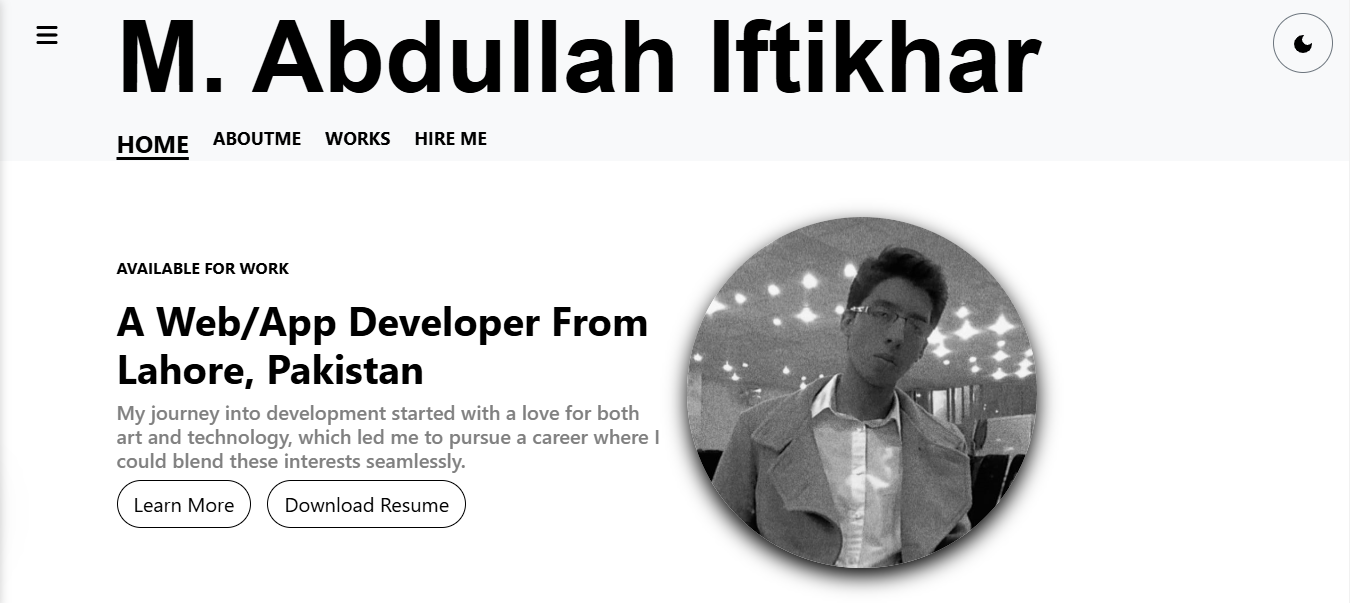 M. Abdullah Iftikhar
HOME ABOUTME WORKS HIRE ME
AVAILABLE FOR WORK
A Web/App Developer From
Lahore, Pakistan
My journey into development started with a love for both
art and technology, which led me to pursue a career where I
could blend these interests seamlessly.
Learn More Download Resume